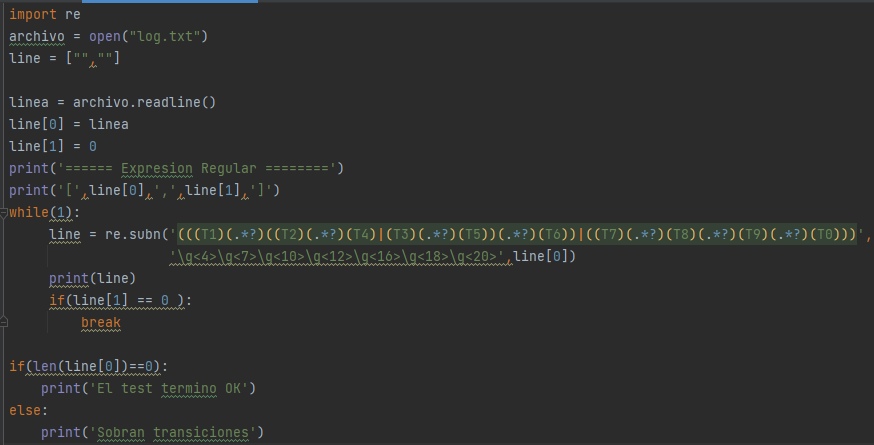 import re
archivo = open("log.txt")
line = ["",""]
linea = archivo.readline()
line[0] = linea
line[1] = 0
print('====== Expresion Regular ========')
print('[',line[0],',',line[1],']')
while(1):
    line = re.subn('(((T1)(.*?)((T2)(.*?)(T4)|(T3)(.*?)(T5))(.*?)(T6))|((T7)(.*?)(T8)(.*?)(T9)(.*?)(T0)))',
                   '\g<4>\g<7>\g<10>\g<12>\g<16>\g<18>\g<20>',line[0])
    print(line)
    if(line[1] == 0 ):
        break
if(len(line[0])==0):
    print('El test termino OK')
else:
    print('Sobran transiciones')